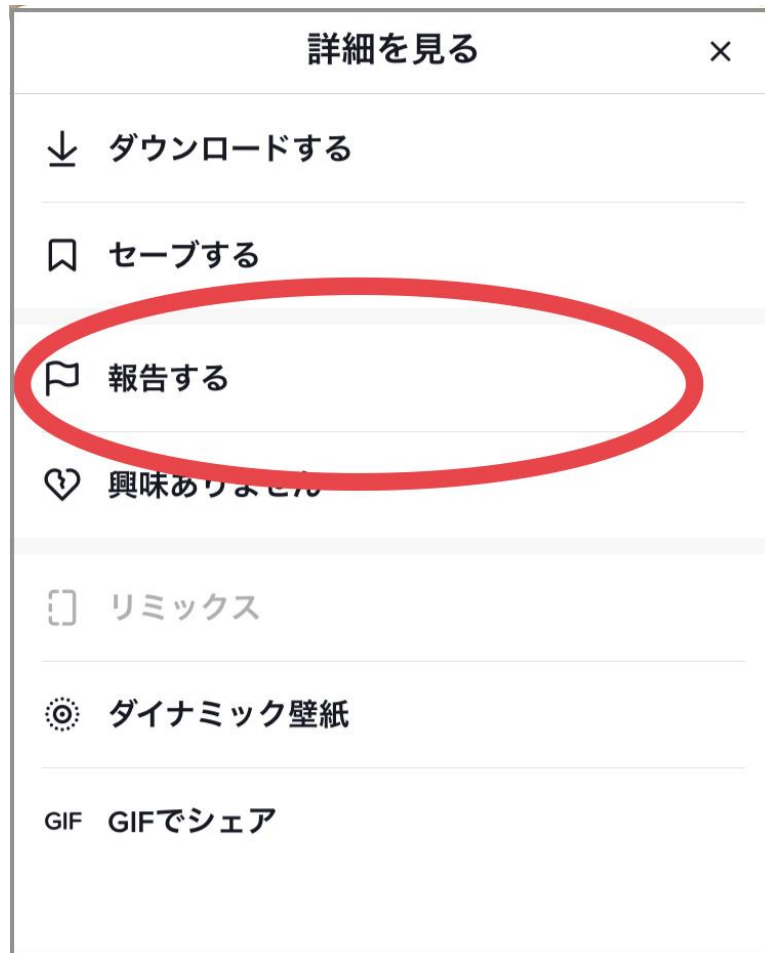 詳細を見る
ダウンロードする
セーブする
報告する
興味ありません
リミックス
ダイナミック壁紙
GIF GIFでシェア